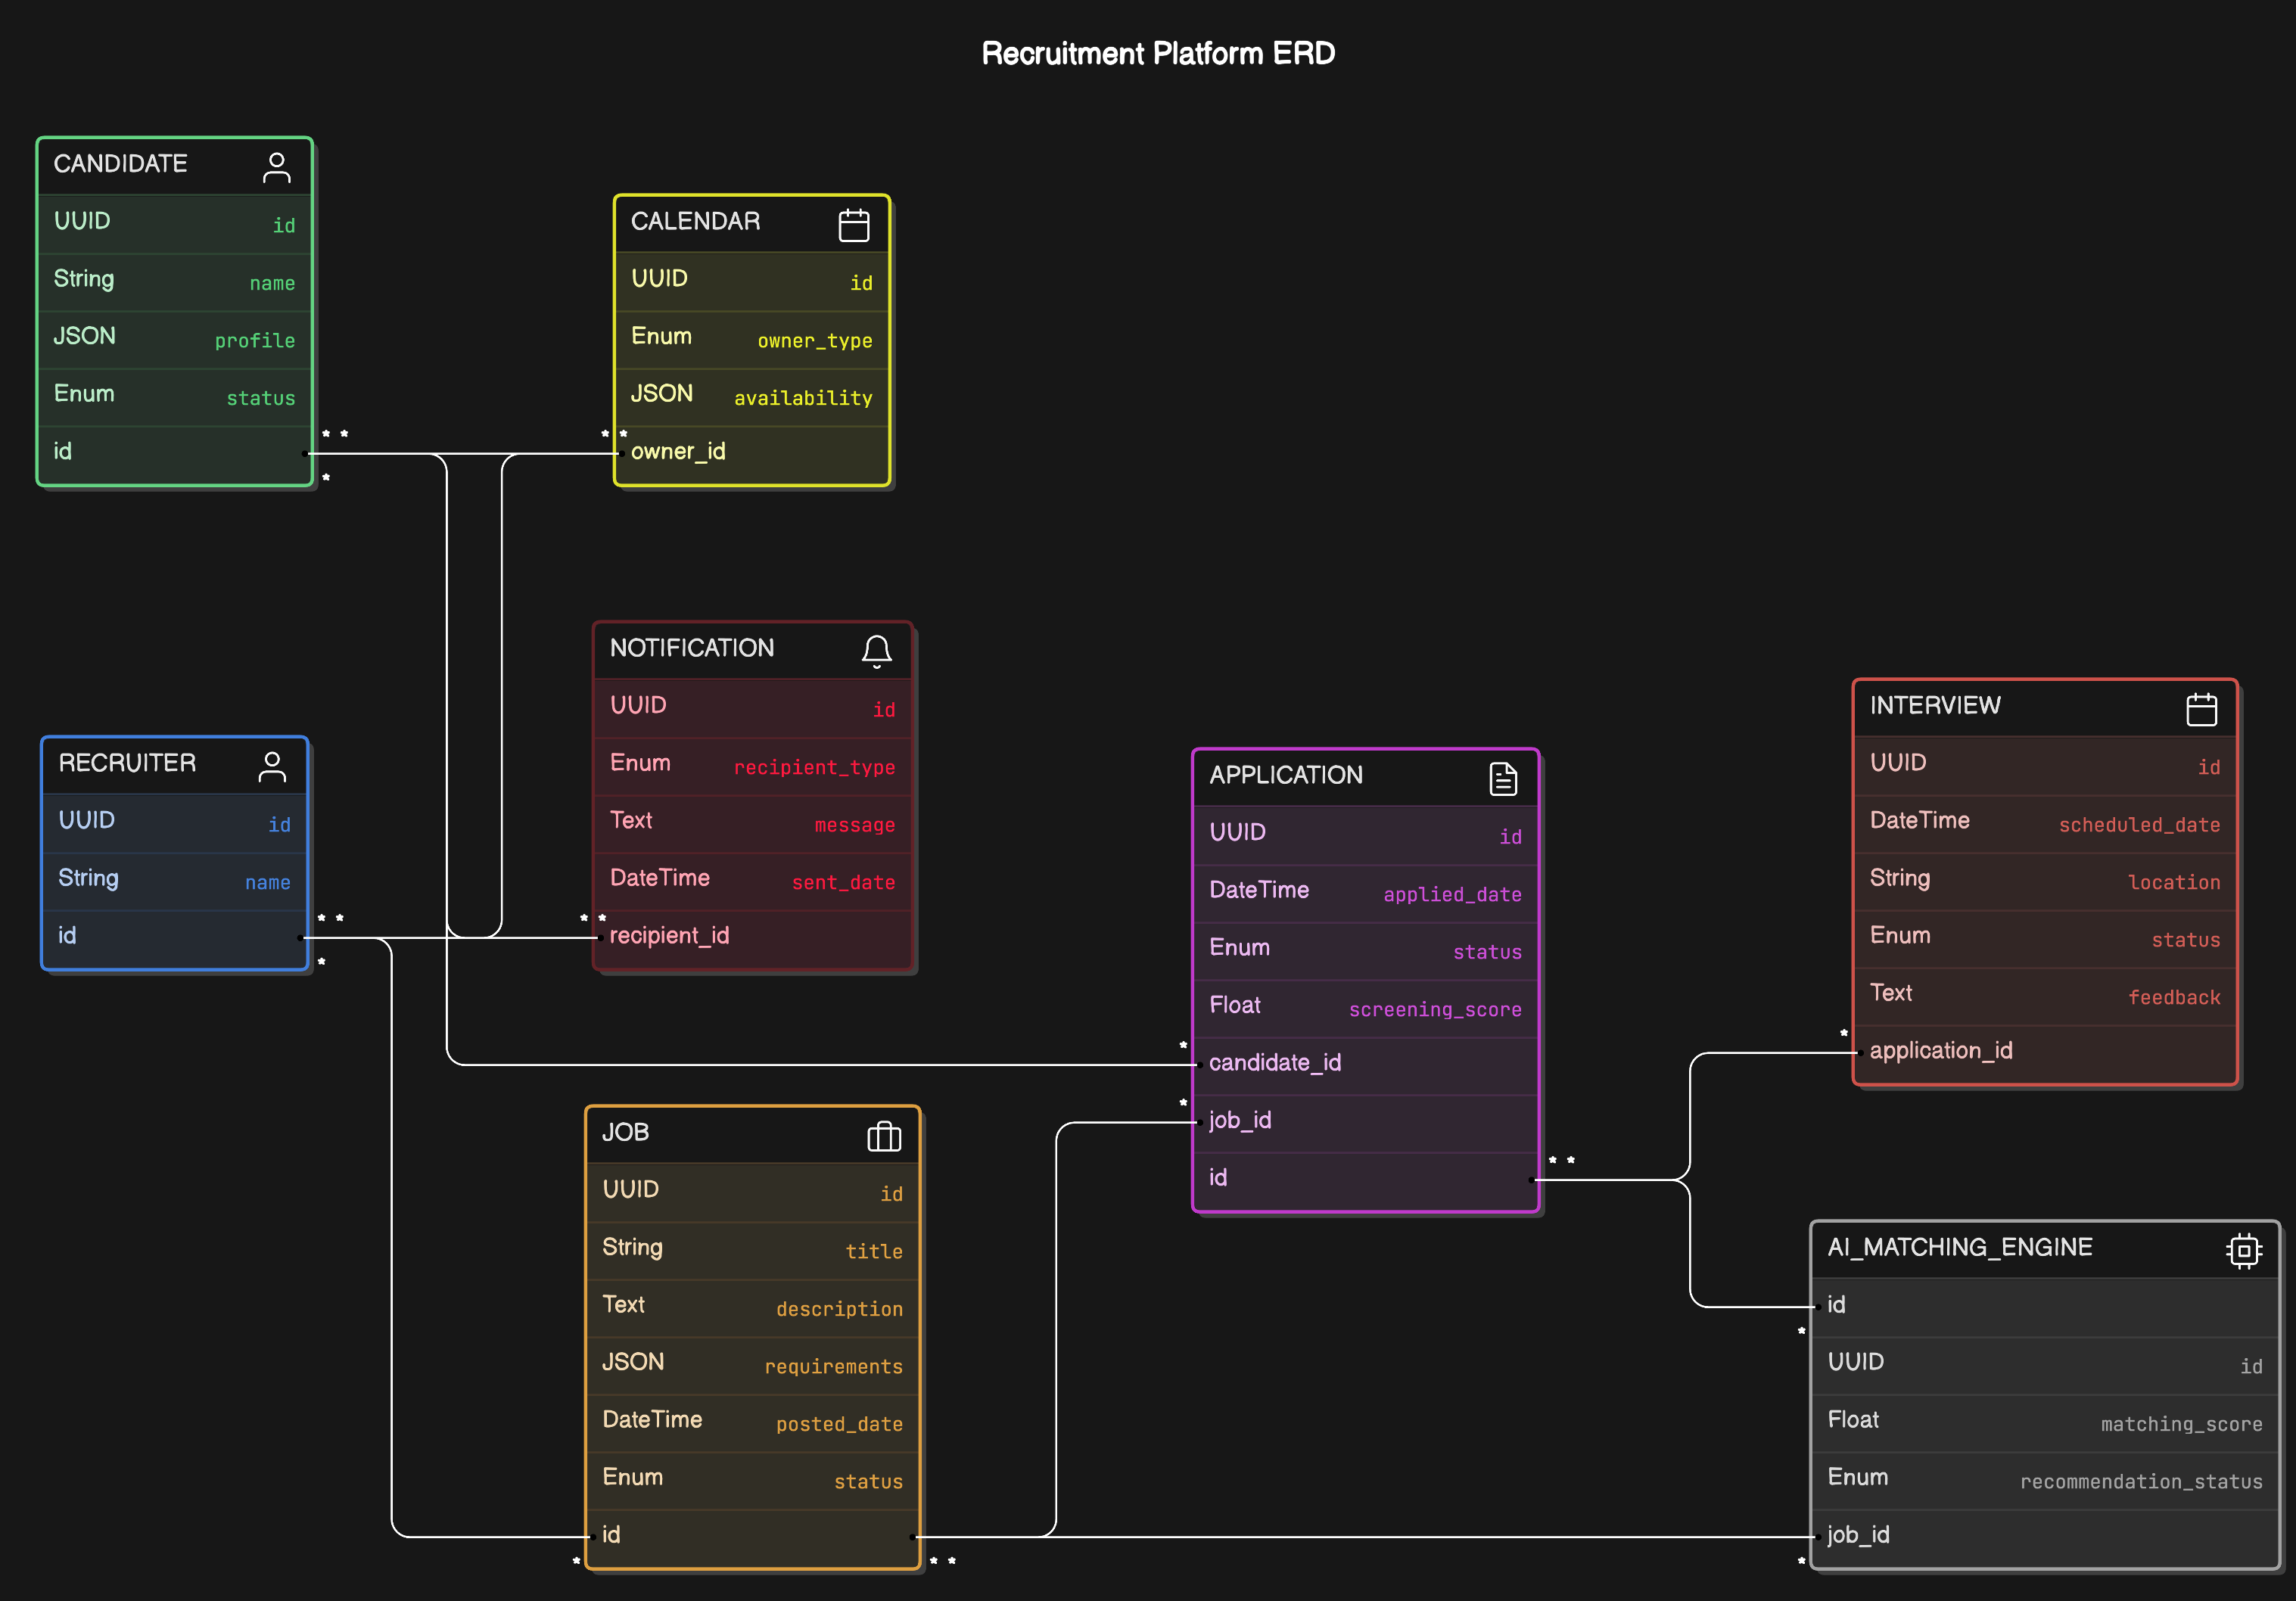 Recruitment Platform ERD
CANDIDATE
UUID id
String name
JSON profile
Enum status
id
* *
*
CALENDAR
UUID id
Enum owner_type
JSON availability
owner_id
* *
NOTIFICATION
UUID id
Enum recipient_type
Text message
DateTime sent_date
recipient_id
* *
RECRUITER
UUID id
String name
id
* *
*
APPLICATION
UUID id
DateTime applied_date
Enum status
Float screening_score
* candidate_id
* job_id
id
* *
INTERVIEW
UUID id
DateTime scheduled_date
String location
Enum status
Text feedback
* application_id
JOB
UUID id
String title
Text description
JSON requirements
DateTime posted_date
Enum status
id
*
* *
AI_MATCHING_ENGINE
id
*
UUID id
Float matching_score
Enum recommendation_status
job_id
*